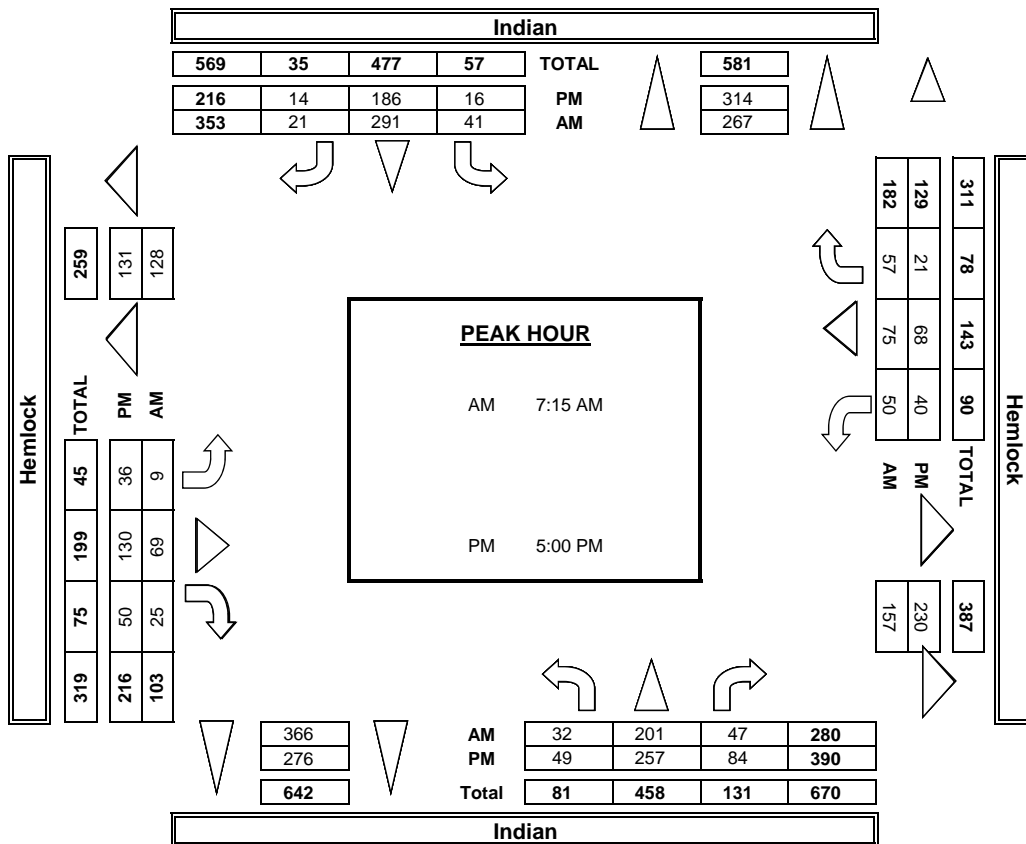 Indian
569 35 477 57 TOTAL 581
216 14 186 16 PM 314
353 21 291 41 AM 267
Hemlock
259
131
128
TOTAL 45 199 75 319
PM 36 130 50 216
AM 9 69 25 103
PEAK HOUR
AM 7:15 AM
PM 5:00 PM
182 57 75 50 AM 157
129 21 68 40 PM 230
311 78 143 90 TOTAL 387
Hemlock
366 AM 32 201 47 280
276 PM 49 257 84 390
642 Total 81 458 131 670
Indian